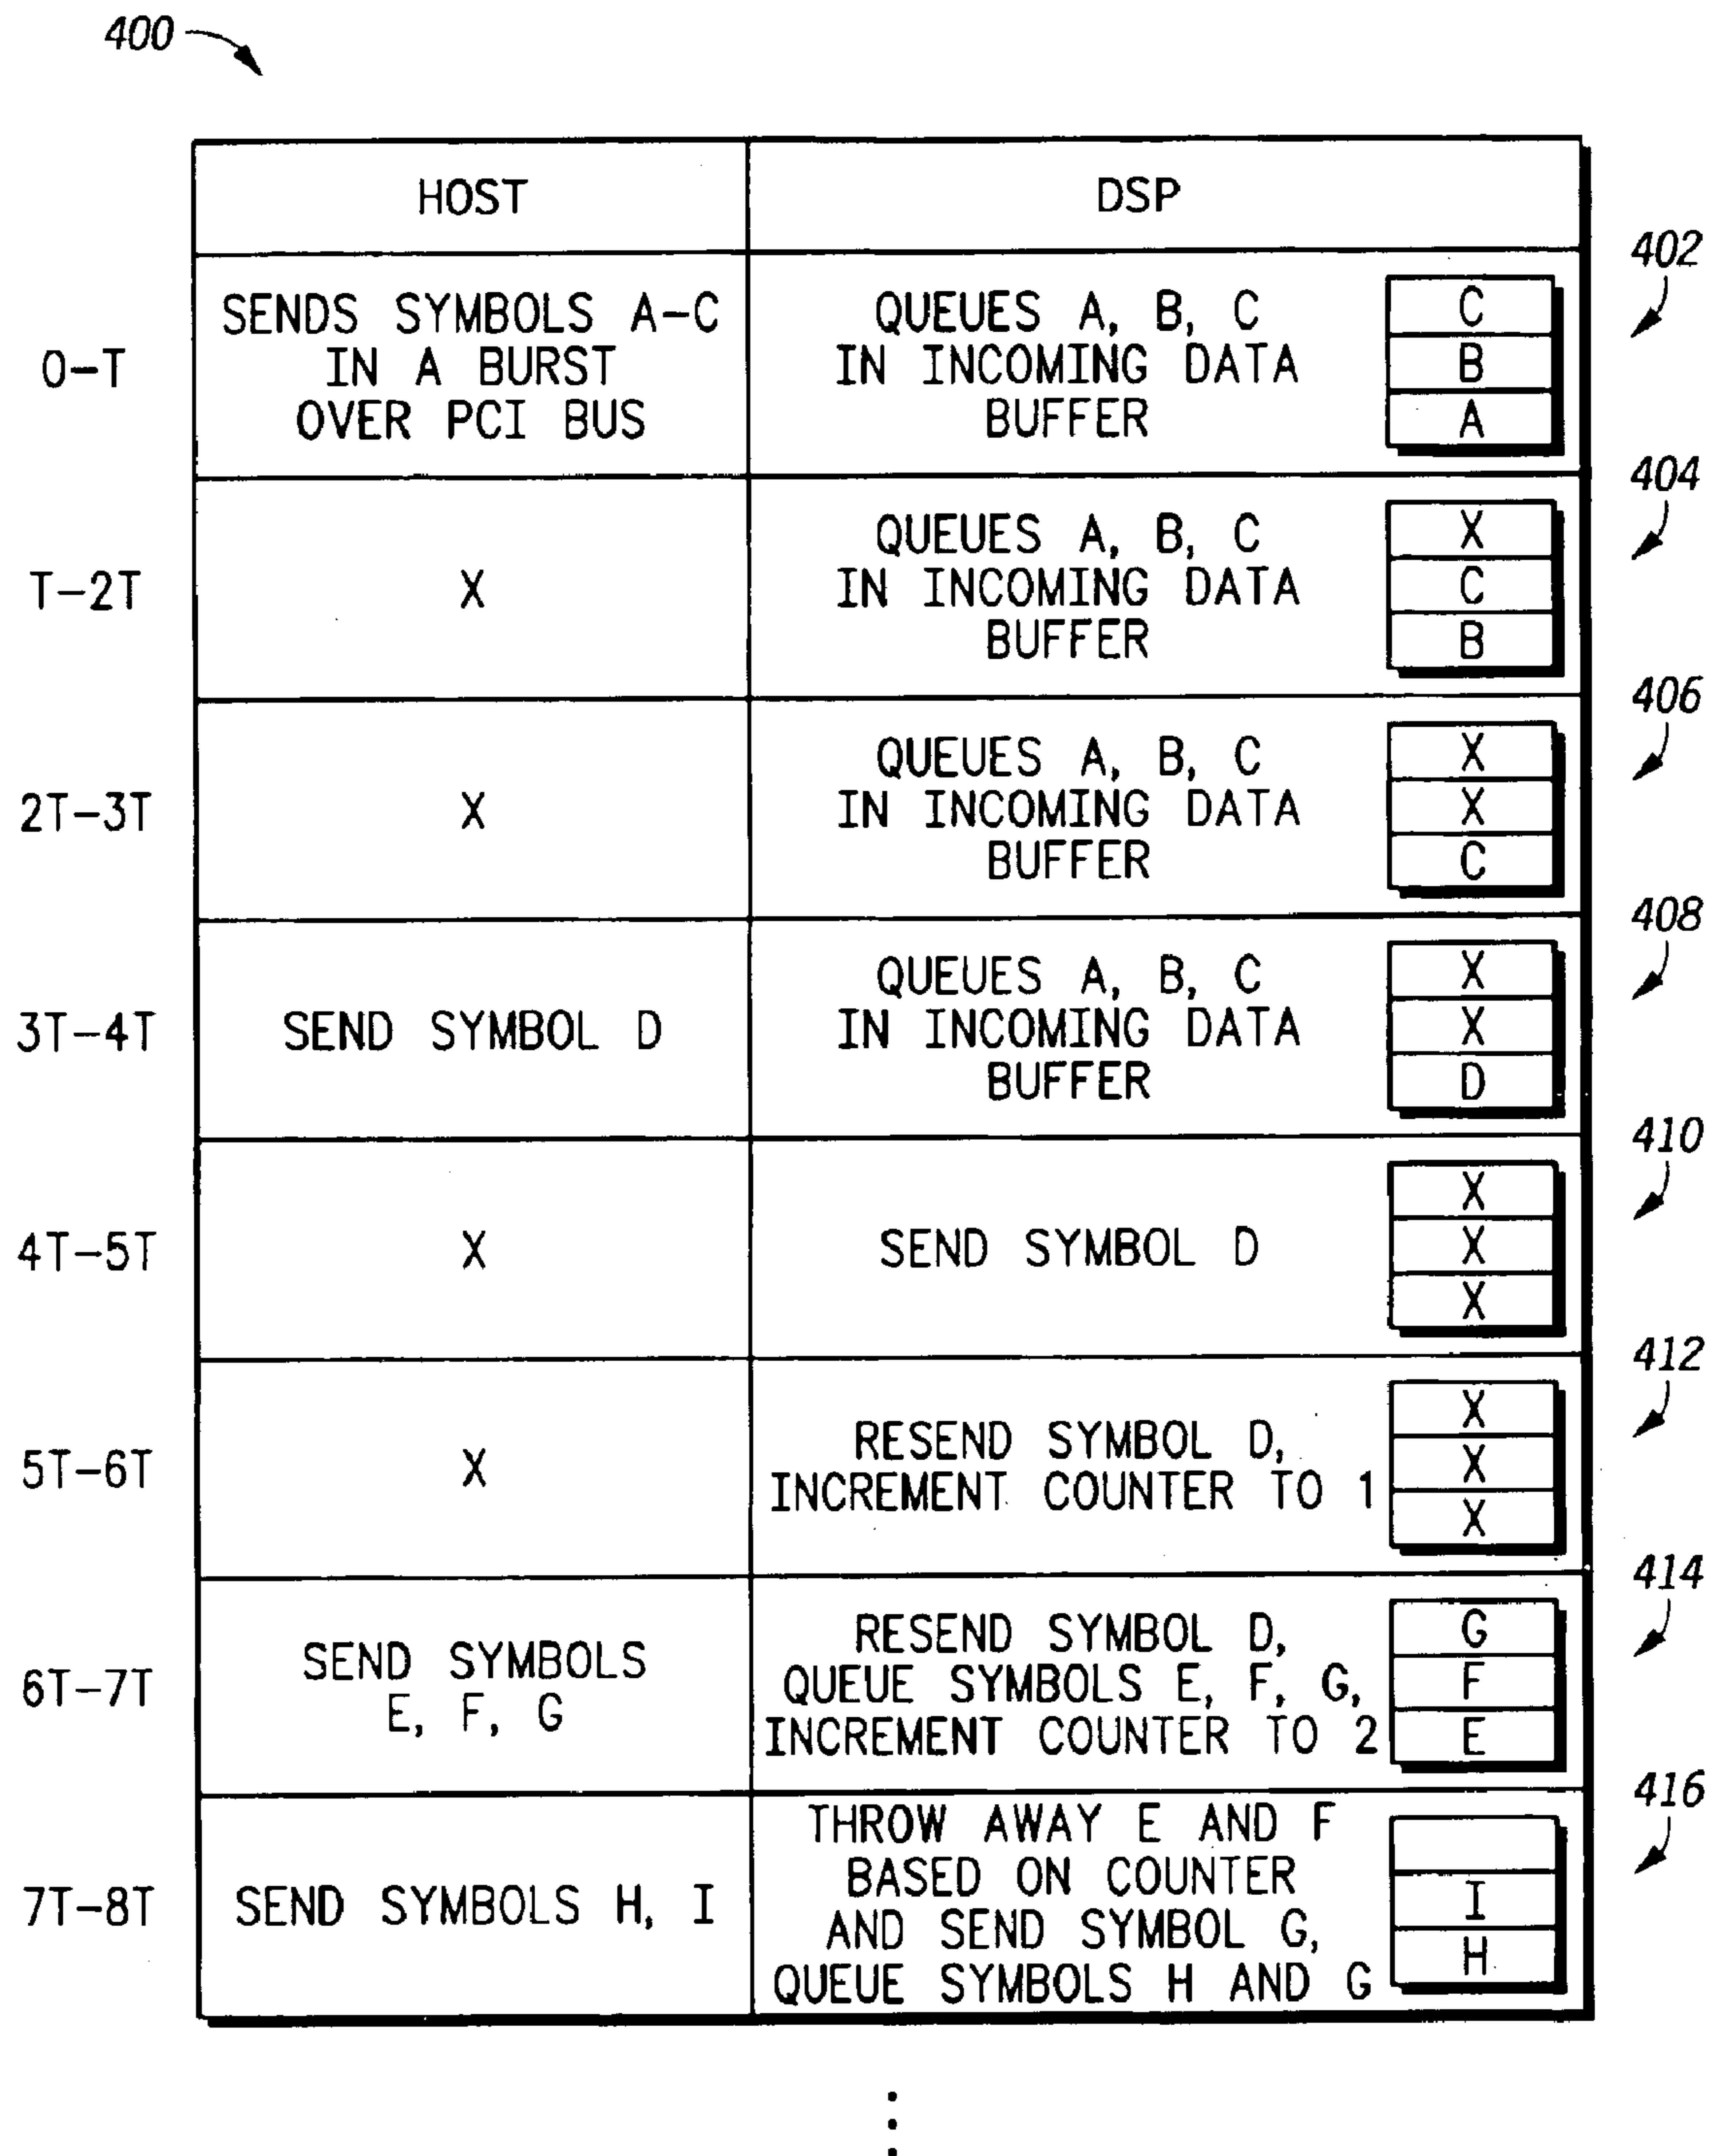 400
HOST
DSP
0-T
SENDS SYMBOLS A-C
IN A BURST
OVER PCI BUS
QUEUES A, B, C
IN INCOMING DATA
BUFFER
C
B
A
402
T-2T
X
QUEUES A, B, C
IN INCOMING DATA
BUFFER
X
C
B
404
2T-3T
X
QUEUES A, B, C
IN INCOMING DATA
BUFFER
X
X
C
406
3T-4T
SEND SYMBOL D
QUEUES A, B, C
IN INCOMING DATA
BUFFER
X
X
D
408
4T-5T
X
SEND SYMBOL D
X
X
X
410
5T-6T
X
RESEND SYMBOL D,
INCREMENT COUNTER TO 1
X
X
X
412
6T-7T
SEND SYMBOLS
E, F, G
RESEND SYMBOL D,
QUEUE SYMBOLS E, F, G,
INCREMENT COUNTER TO 2
G
F
E
414
7T-8T
SEND SYMBOLS H, I
THROW AWAY E AND F
BASED ON COUNTER
AND SEND SYMBOL G,
QUEUE SYMBOLS H AND G
I
H
416